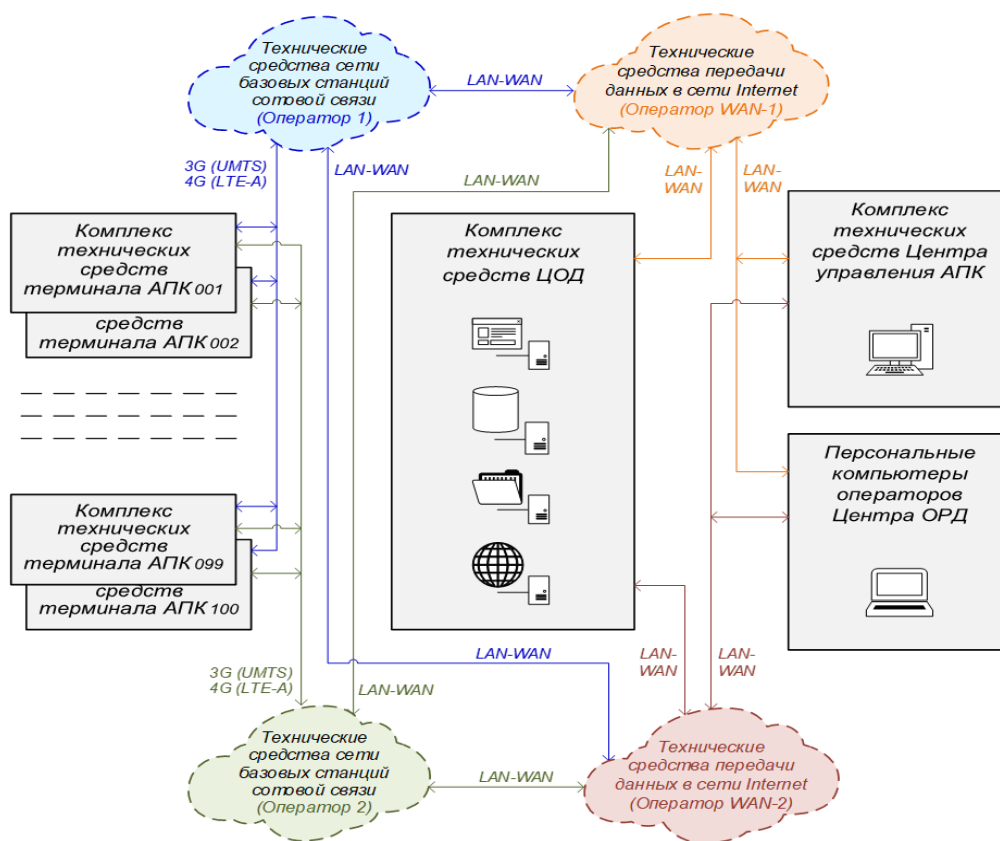 Технические
средства сети
базовых станций
сотовой связи
(Оператор 1)
LAN-WAN
Технические
средства передачи
данных в сети Internet
(Оператор WAN-1)
3G (UMTS)
4G (LTE-A)
LAN-WAN
LAN-WAN
LAN-
WAN
LAN-
WAN
Комплекс
технических
средств
терминала АПК 001
средств
терминала АПК 002
Комплекс
технических
средств ЦОД
Комплекс
технических
средств Центра
управления АПК
Комплекс
технических
средств
терминала АПК 099
средств
терминала АПК 100
Персональные
компьютеры
операторов
Центра ОРД
3G (UMTS)
4G (LTE-A)
LAN-WAN
LAN-WAN
LAN-
WAN
LAN-
WAN
Технические
средства сети
базовых станций
сотовой связи
(Оператор 2)
LAN-WAN
Технические
средства передачи
данных в сети Internet
(Оператор WAN-2)